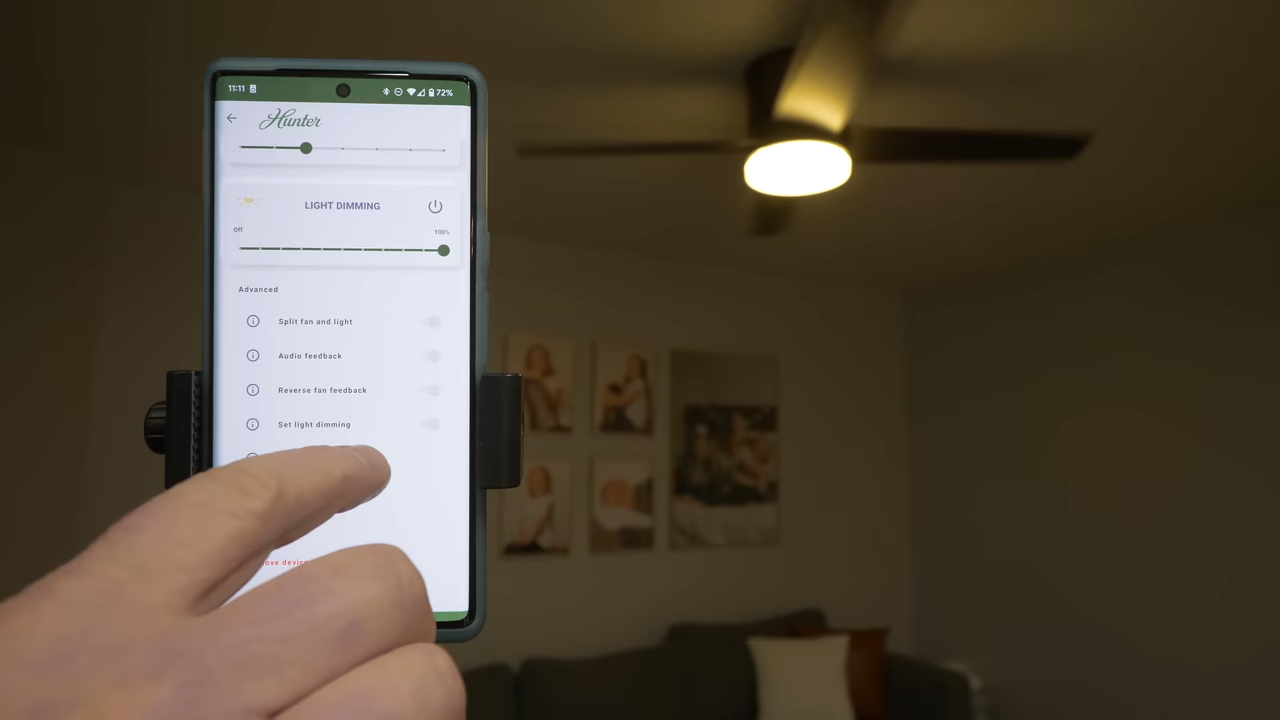 11:11 72%
Hunter
LIGHT DIMMING
Off 100%
Advanced
Split fan and light
Audio feedback
Reverse fan feedback
Set light dimming